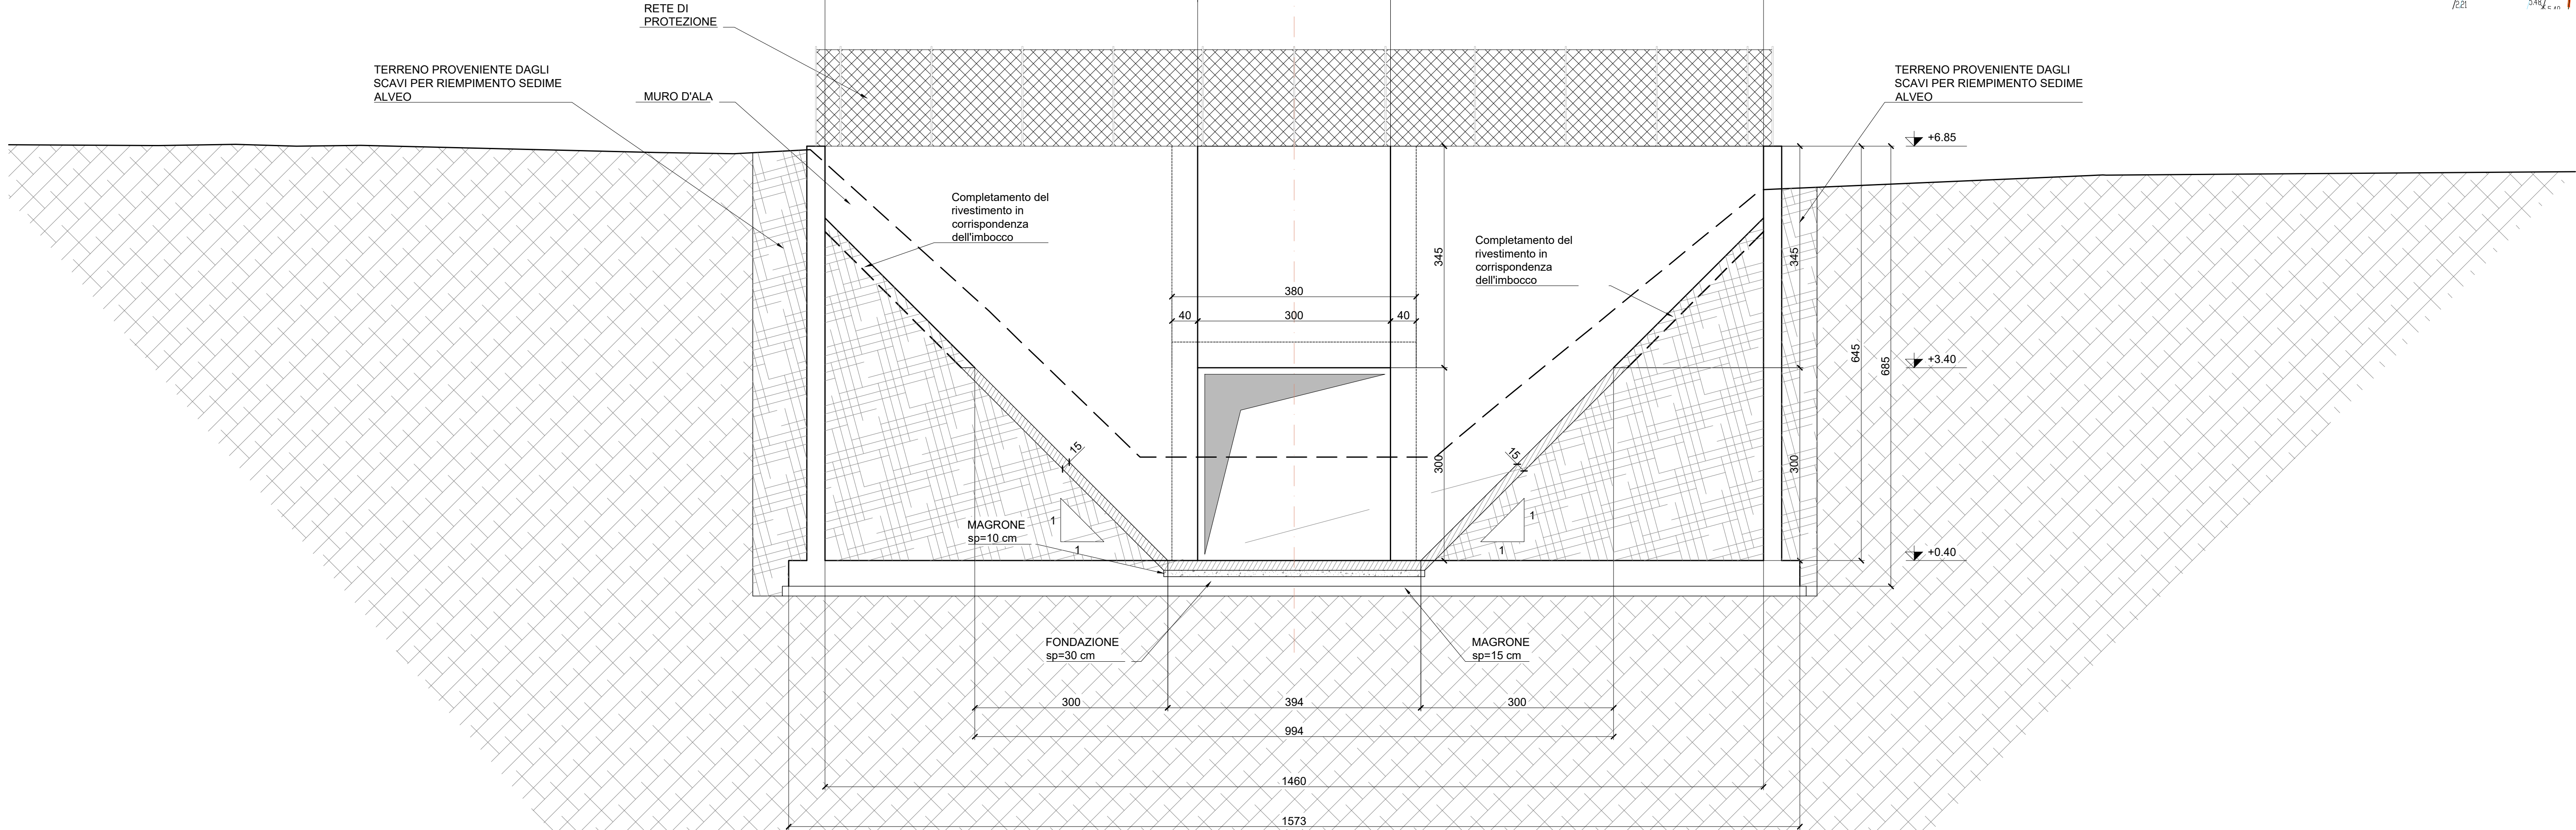 RETE DI
PROTEZIONE
TERRENO PROVENIENTE DAGLI
SCAVI PER RIEMPIMENTO SEDIME
ALVEO
MURO D'ALA
TERRENO PROVENIENTE DAGLI
SCAVI PER RIEMPIMENTO SEDIME
ALVEO
+6.85
Completamento del
rivestimento in
corrispondenza
dell'imbocco
Completamento del
rivestimento in
corrispondenza
dell'imbocco
345
345
380
40
300
40
645
685
+3.40
15
15
300
300
1
1
1
1
MAGRONE
sp=10 cm
+0.40
FONDAZIONE
sp=30 cm
MAGRONE
sp=15 cm
300
394
300
994
1460
1573